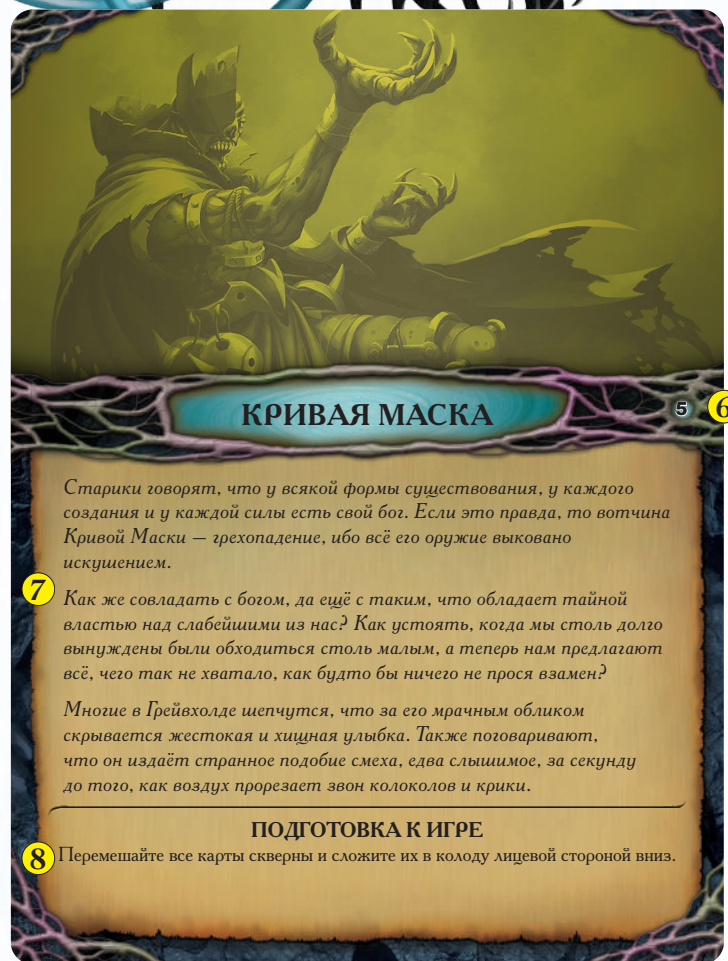 КРИВАЯ МАСКА
5
6
Старики говорят, что у всякой формы существования, у каждого
создания и у каждой силы есть свой бог. Если это правда, то вотчина
Кривой Маски — грехопадение, ибо всё его оружие выковано
искушением.
7
Как же совладать с богом, да ещё с таким, что обладает тайной
властью над слабейшими из нас? Как устоять, когда мы столь долго
вынуждены были обходиться столь малым, а теперь нам предлагают
всё, чего так не хватало, как будто бы ничего не прося взамен?
Многие в Грейвхолде шепчутся, что за его мрачным обликом
скрывается жестокая и хищная улыбка. Также поговаривают,
что он издаёт странное подобие смеха, едва слышимое, за секунду
до того, как воздух прорезает звон колоколов и крики.
ПОДГОТОВКА К ИГРЕ
8
Перемешайте все карты скверны и сложите их в колоду лицевой стороной вниз.